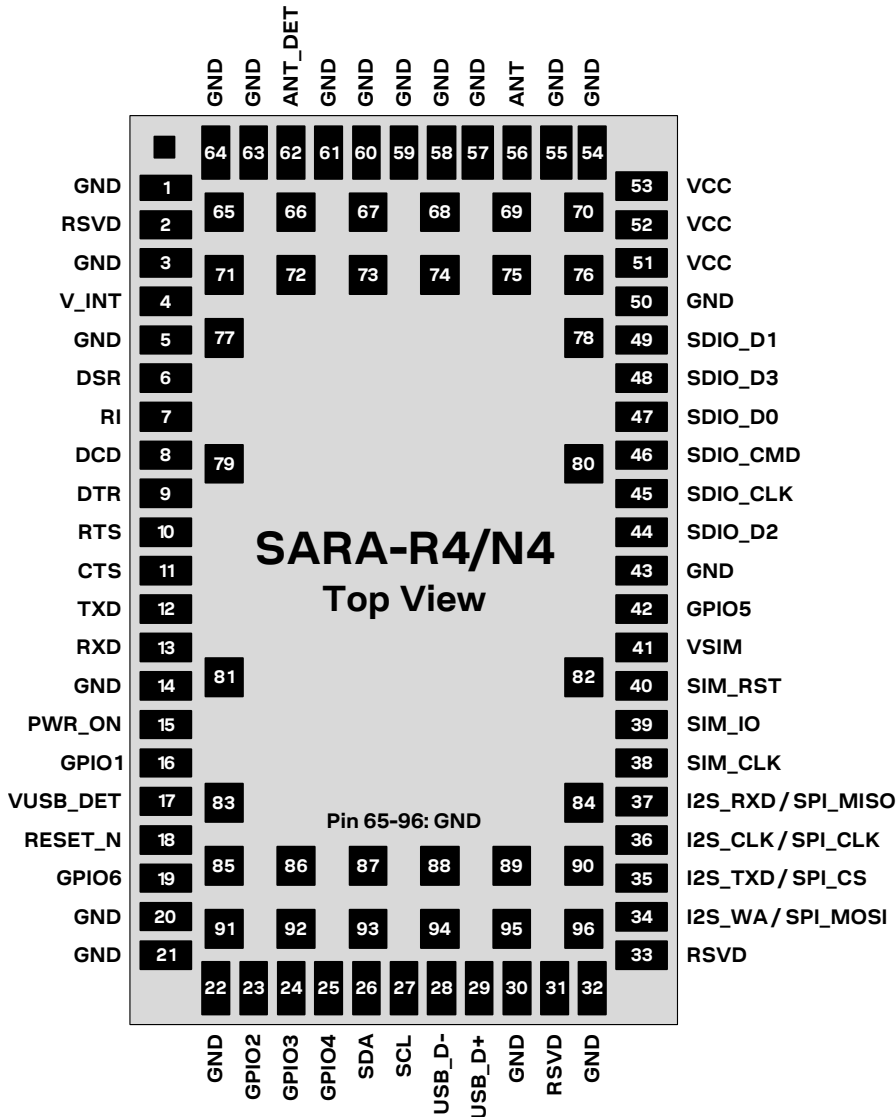 GND GND ANT_DET GND GND GND GND GND ANT GND GND
64 63 62 61 60 59 58 57 56 55 54
GND 1 53 VCC
65 66 67 68 69 70
RSVD 2 52 VCC
GND 3 51 VCC
71 72 73 74 75 76
V_INT 4 50 GND
GND 5 77 78 49 SDIO_D1
DSR 6 48 SDIO_D3
RI 7 47 SDIO_D0
DCD 8 79 80 46 SDIO_CMD
DTR 9 45 SDIO_CLK
RTS 10 44 SDIO_D2
SARA-R4/N4
CTS 11 43 GND
Top View
TXD 12 42 GPIO5
RXD 13 41 VSIM
GND 14 81 82 40 SIM_RST
PWR_ON 15 39 SIM_IO
GPIO1 16 38 SIM_CLK
VUSB_DET 17 83 84 37 I2S_RXD / SPI_MISO
Pin 65-96: GND
RESET_N 18 36 I2S_CLK / SPI_CLK
85 86 87 88 89 90
GPIO6 19 35 I2S_TXD / SPI_CS
GND 20 34 I2S_WA / SPI_MOSI
91 92 93 94 95 96
GND 21 33 RSVD
22 23 24 25 26 27 28 29 30 31 32
GND GPIO2 GPIO3 GPIO4 SDA SCL USB_D- USB_D+ GND RSVD GND